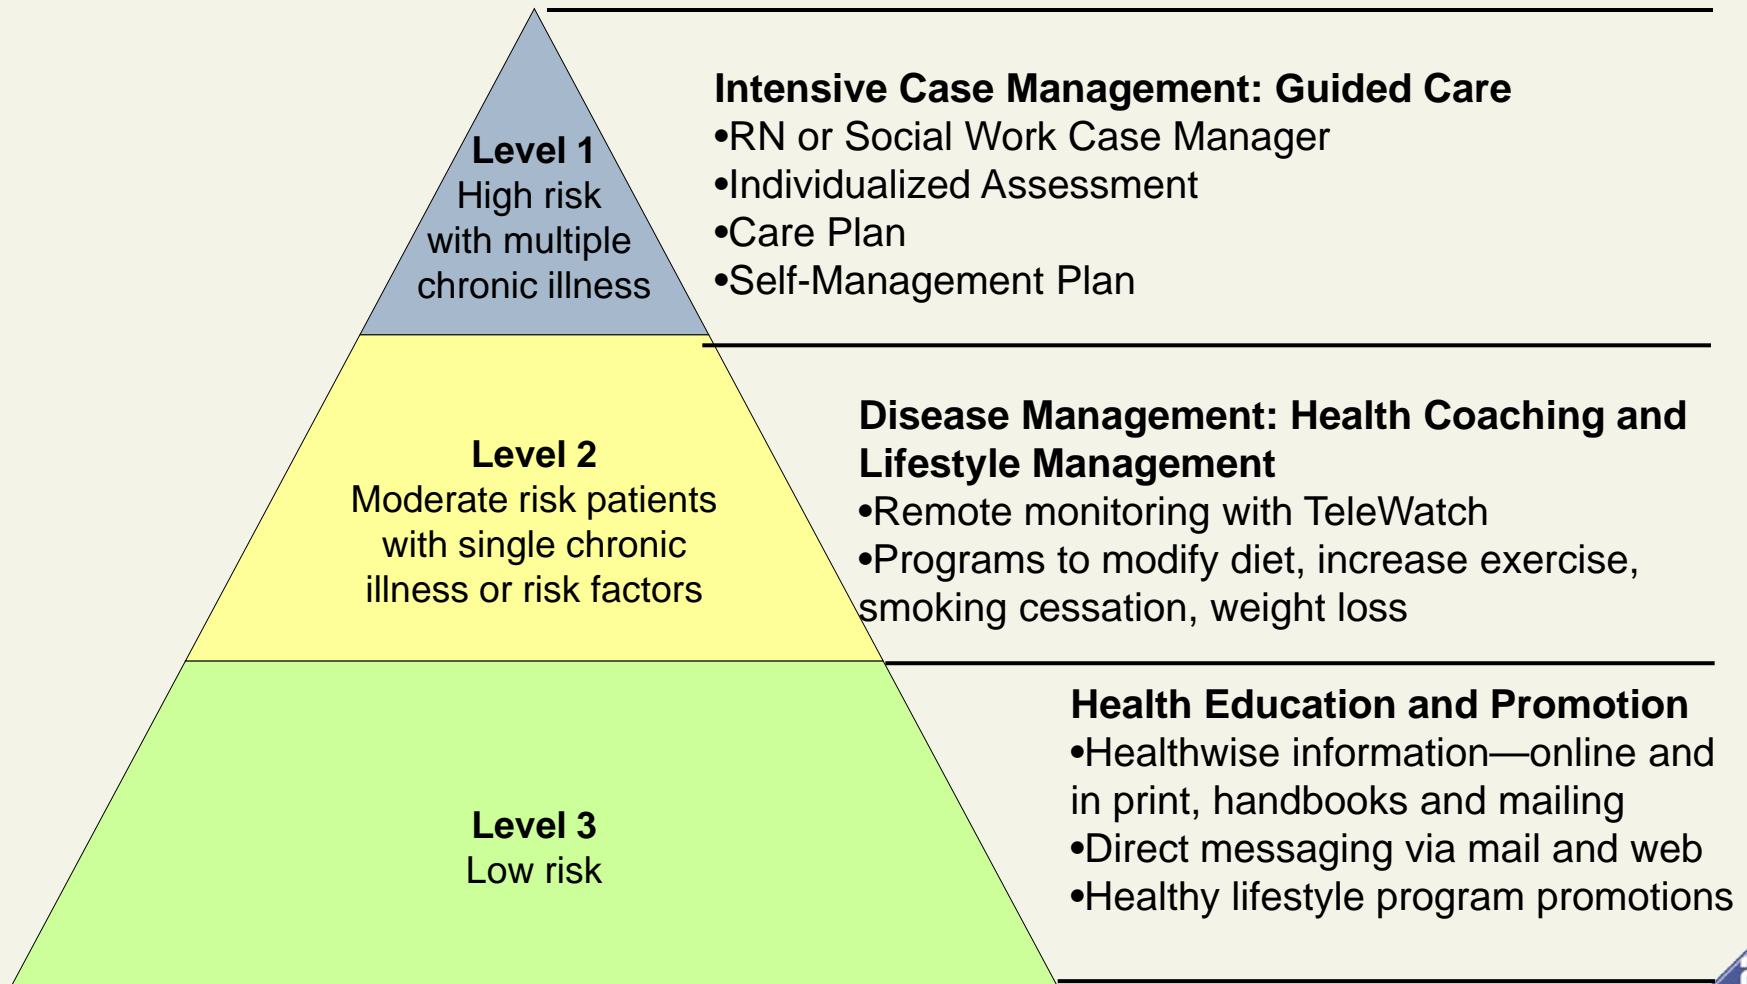 Level 1
High risk
with multiple
chronic illness
Intensive Case Management: Guided Care
•RN or Social Work Case Manager
•Individualized Assessment
•Care Plan
•Self-Management Plan
Level 2
Moderate risk patients
with single chronic
illness or risk factors
Disease Management: Health Coaching and
Lifestyle Management
•Remote monitoring with TeleWatch
•Programs to modify diet, increase exercise,
smoking cessation, weight loss
Level 3
Low risk
Health Education and Promotion
•Healthwise information—online and
in print, handbooks and mailing
•Direct messaging via mail and web
•Healthy lifestyle program promotions